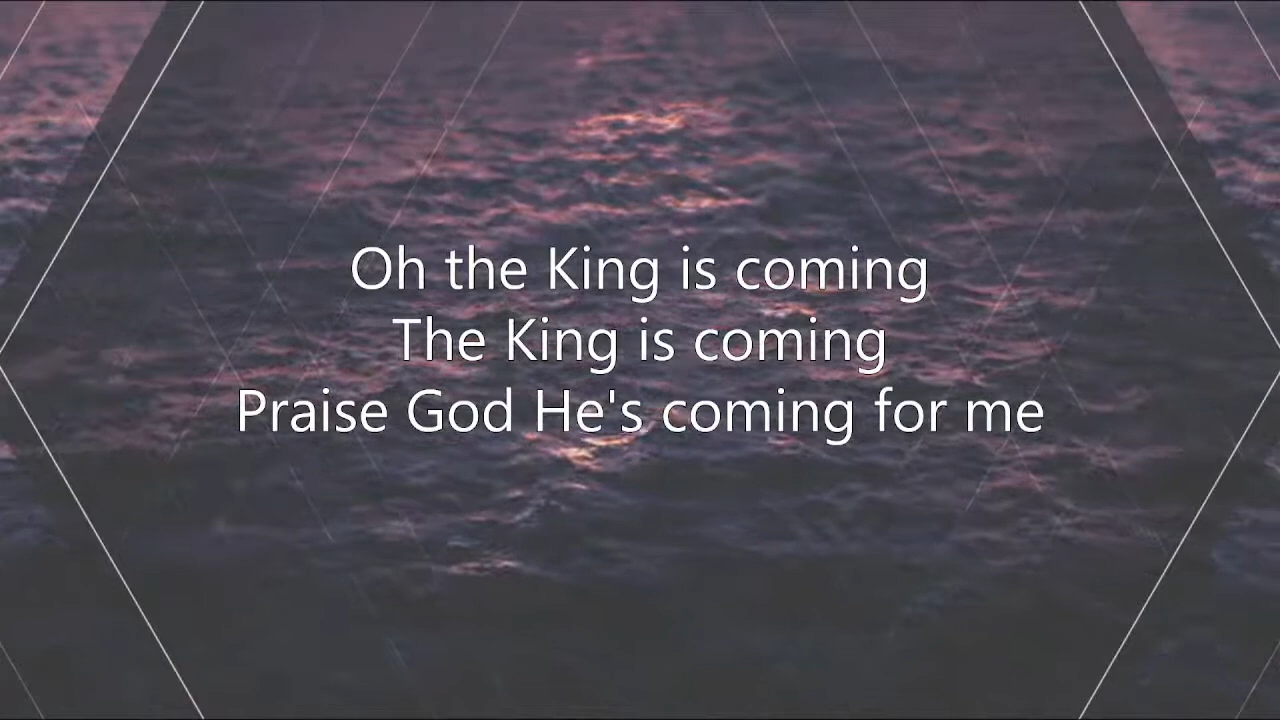 Oh the King is coming
The King is coming
Praise God He's coming for me